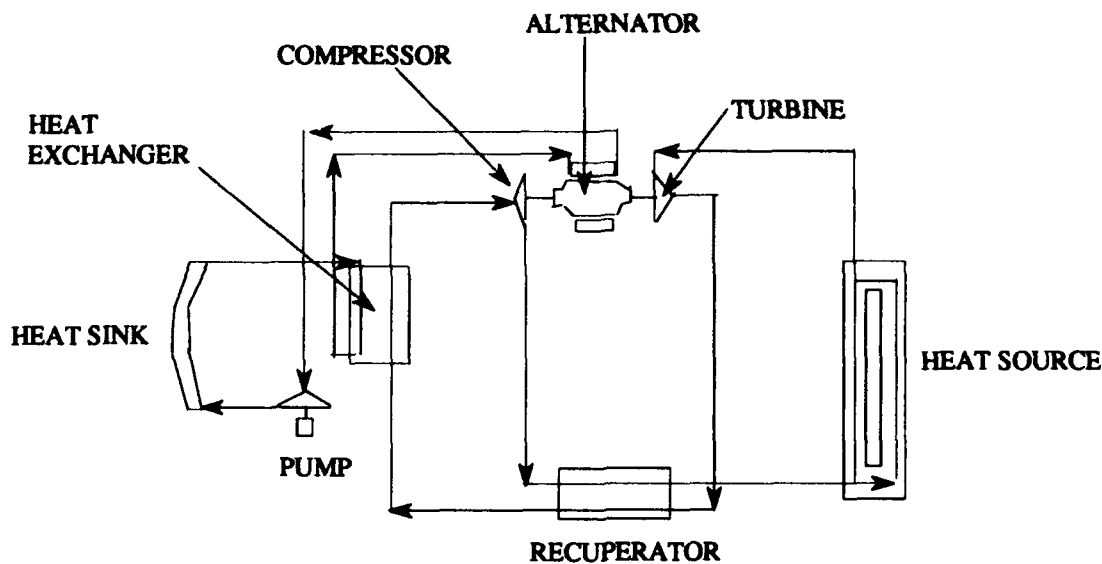 ALTERNATOR
COMPRESSOR
TURBINE
HEAT
EXCHANGER
HEAT SINK
HEAT SOURCE
PUMP
RECUPERATOR